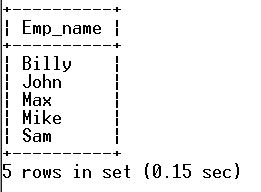 +-----------+
| Emp_name |
+-----------+
| Billy |
| John |
| Max |
| Mike |
| Sam |
+-----------+
5 rows in set (0.15 sec)